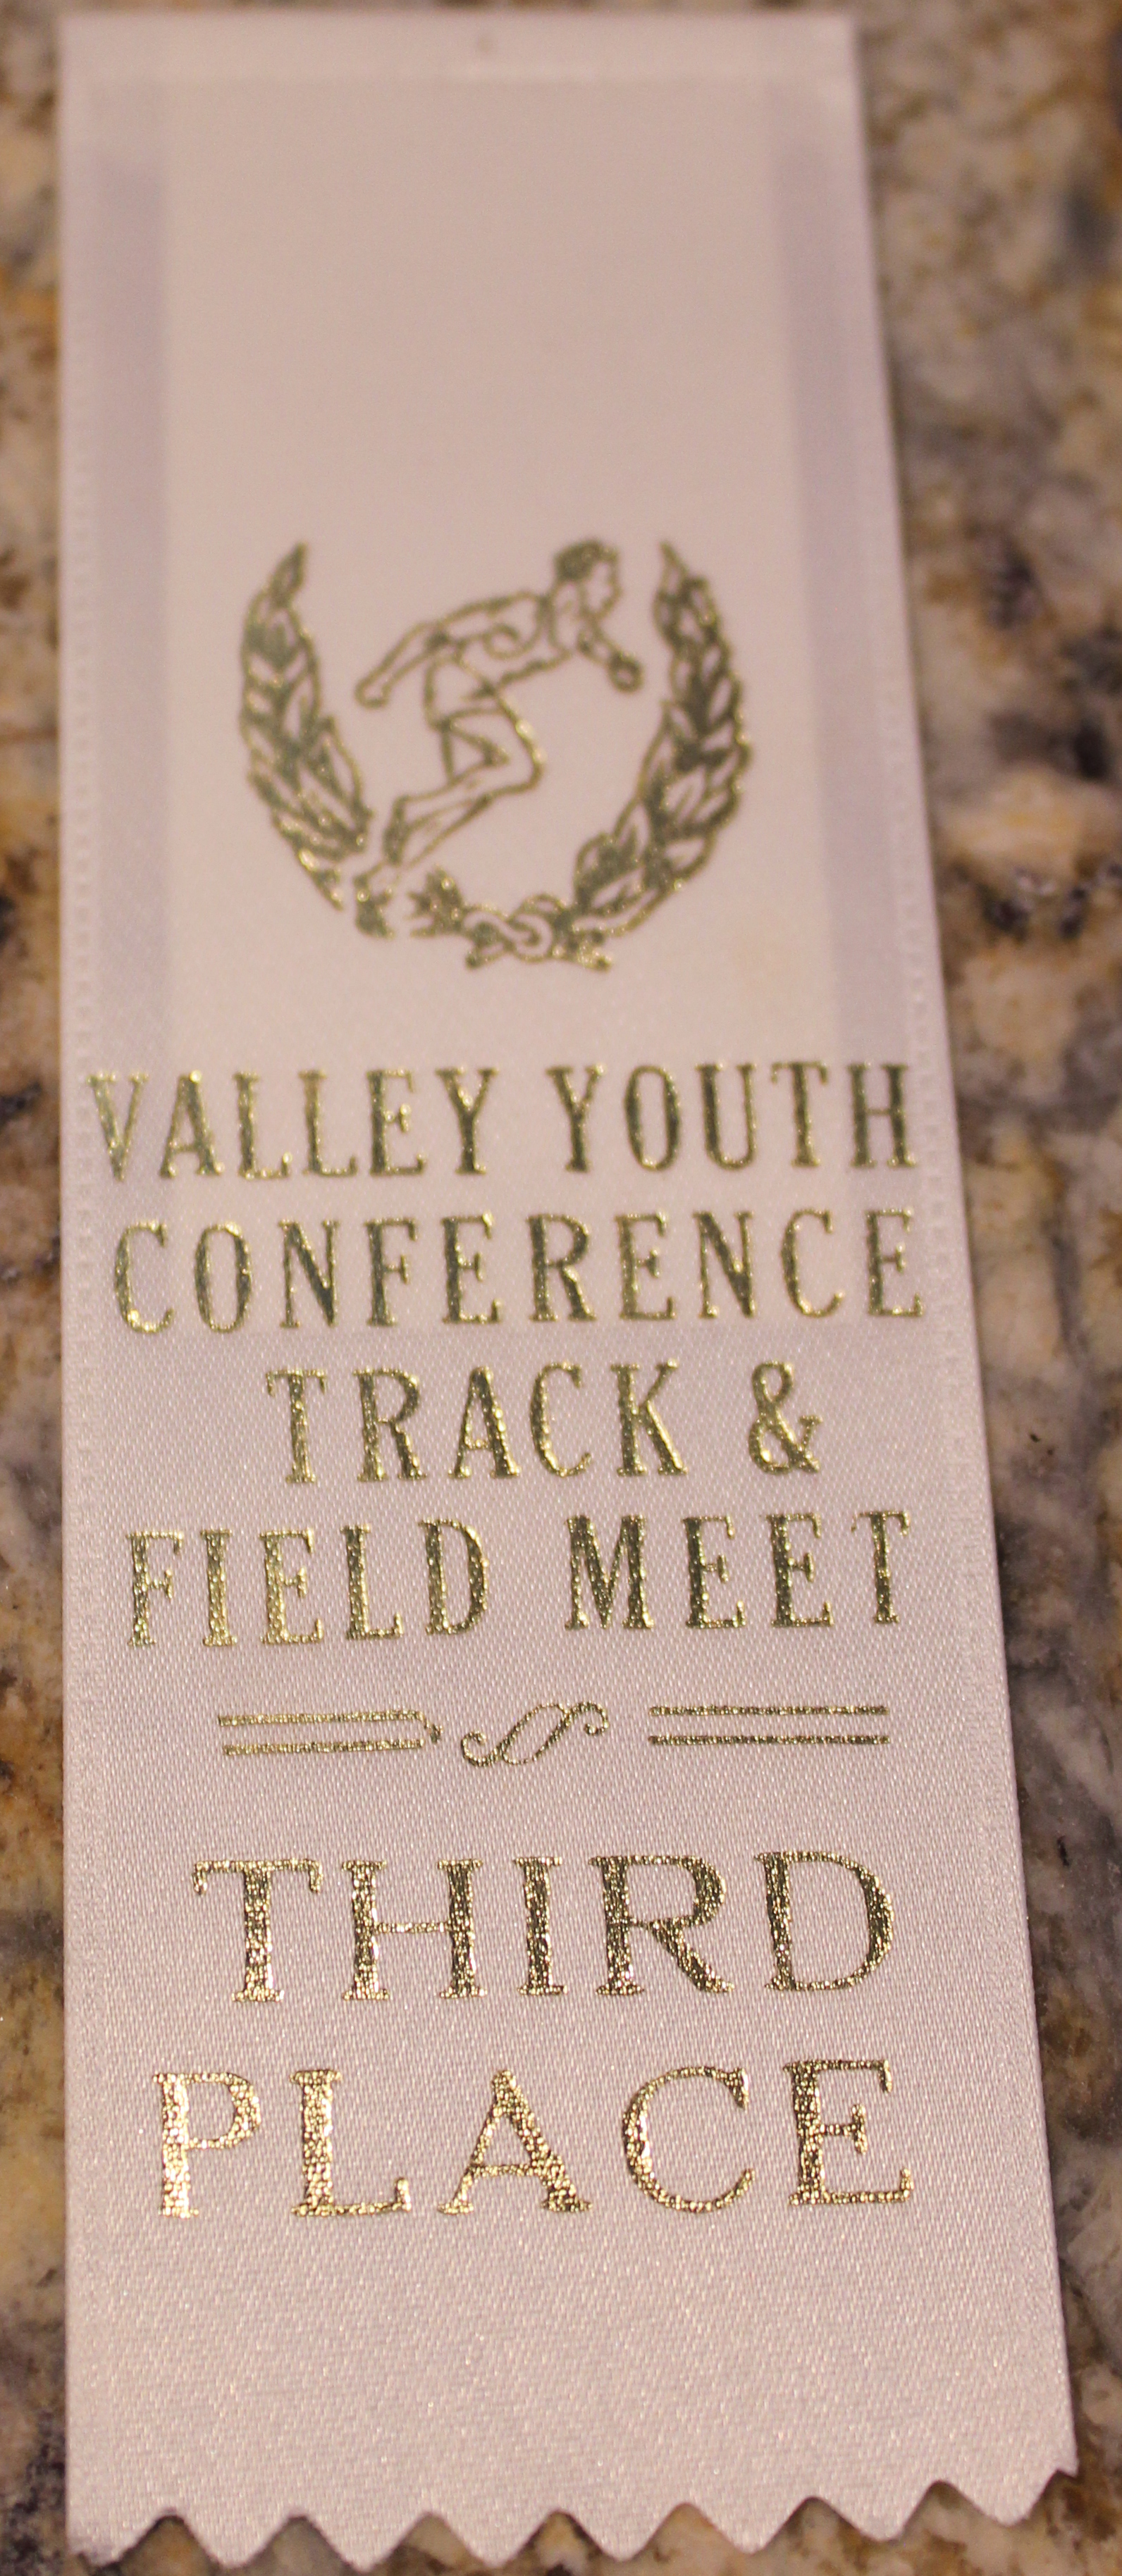 VALLEY YOUTH
CONFERENCE
TRACK &
FIELD MEET
THIRD
PLACE